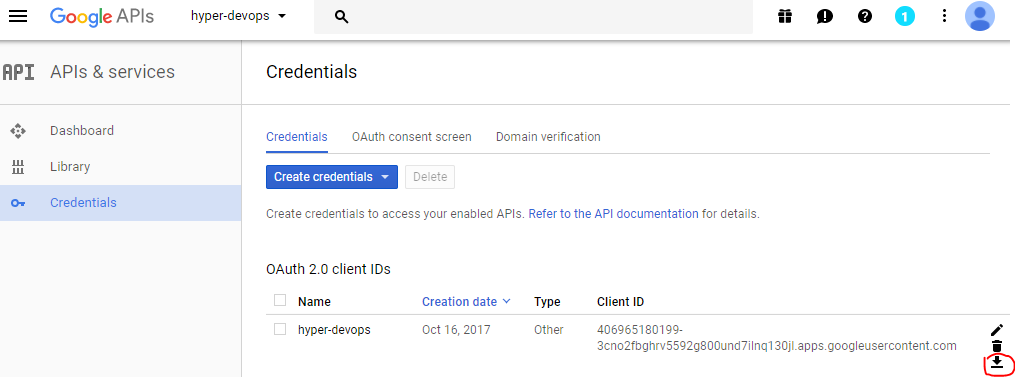 Google APIs
hyper-devops
1
API APIs & services
Credentials
Dashboard
Library
Credentials
Credentials OAuth consent screen Domain verification
Create credentials Delete
Create credentials to access your enabled APIs. Refer to the API documentation for details.
OAuth 2.0 client IDs
Name Creation date Type Client ID
hyper-devops Oct 16, 2017 Other 406965180199-
3cno2fbghrv5592g800und7ilnq130jl.apps.googleusercontent.com